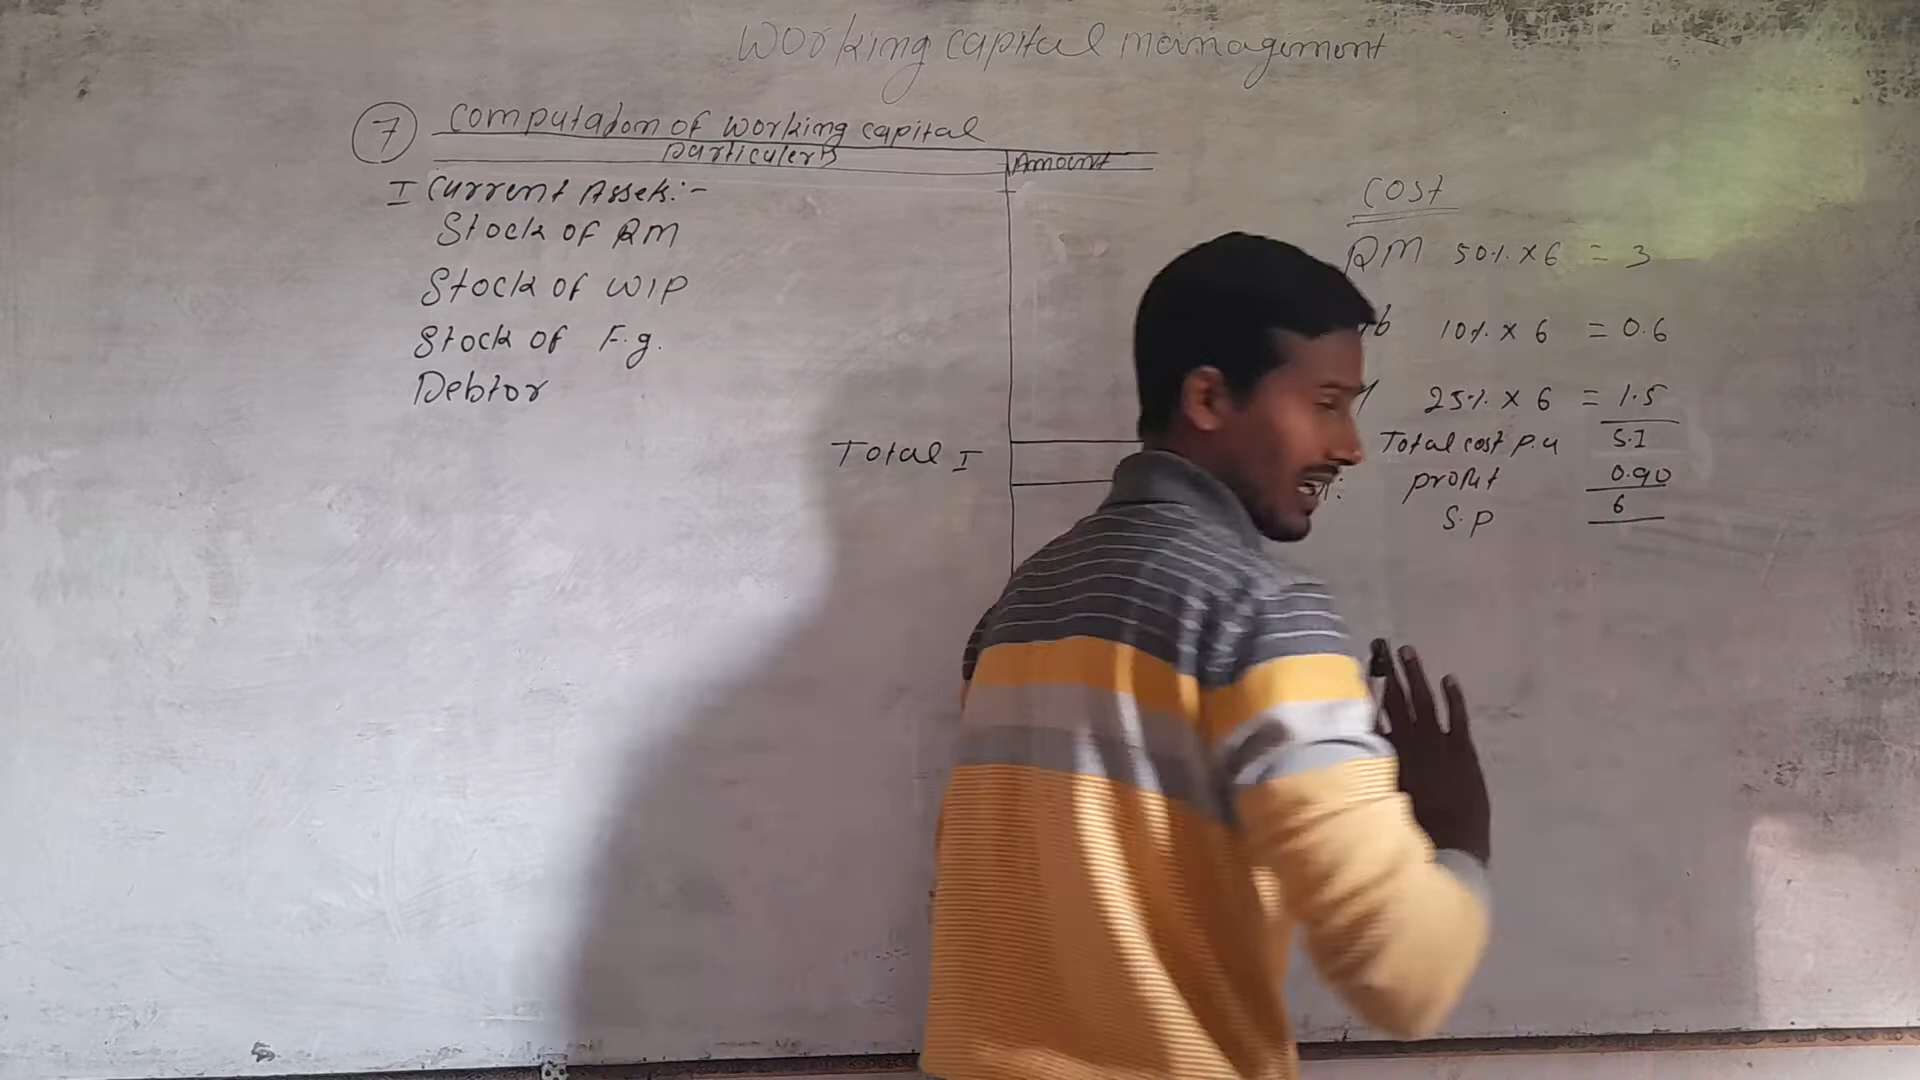 Working capital management
7 Computation of working capital
particulers Amount
I Current Assets:-
Stock of RM
Stock of WIP
Stock of F.g.
Debtor
Total I
Cost
RM 50% × 6 = 3
10% × 6 = 0.6
25% × 6 = 1.5
Total cost p.u 5.1
profit 0.90
S.P 6